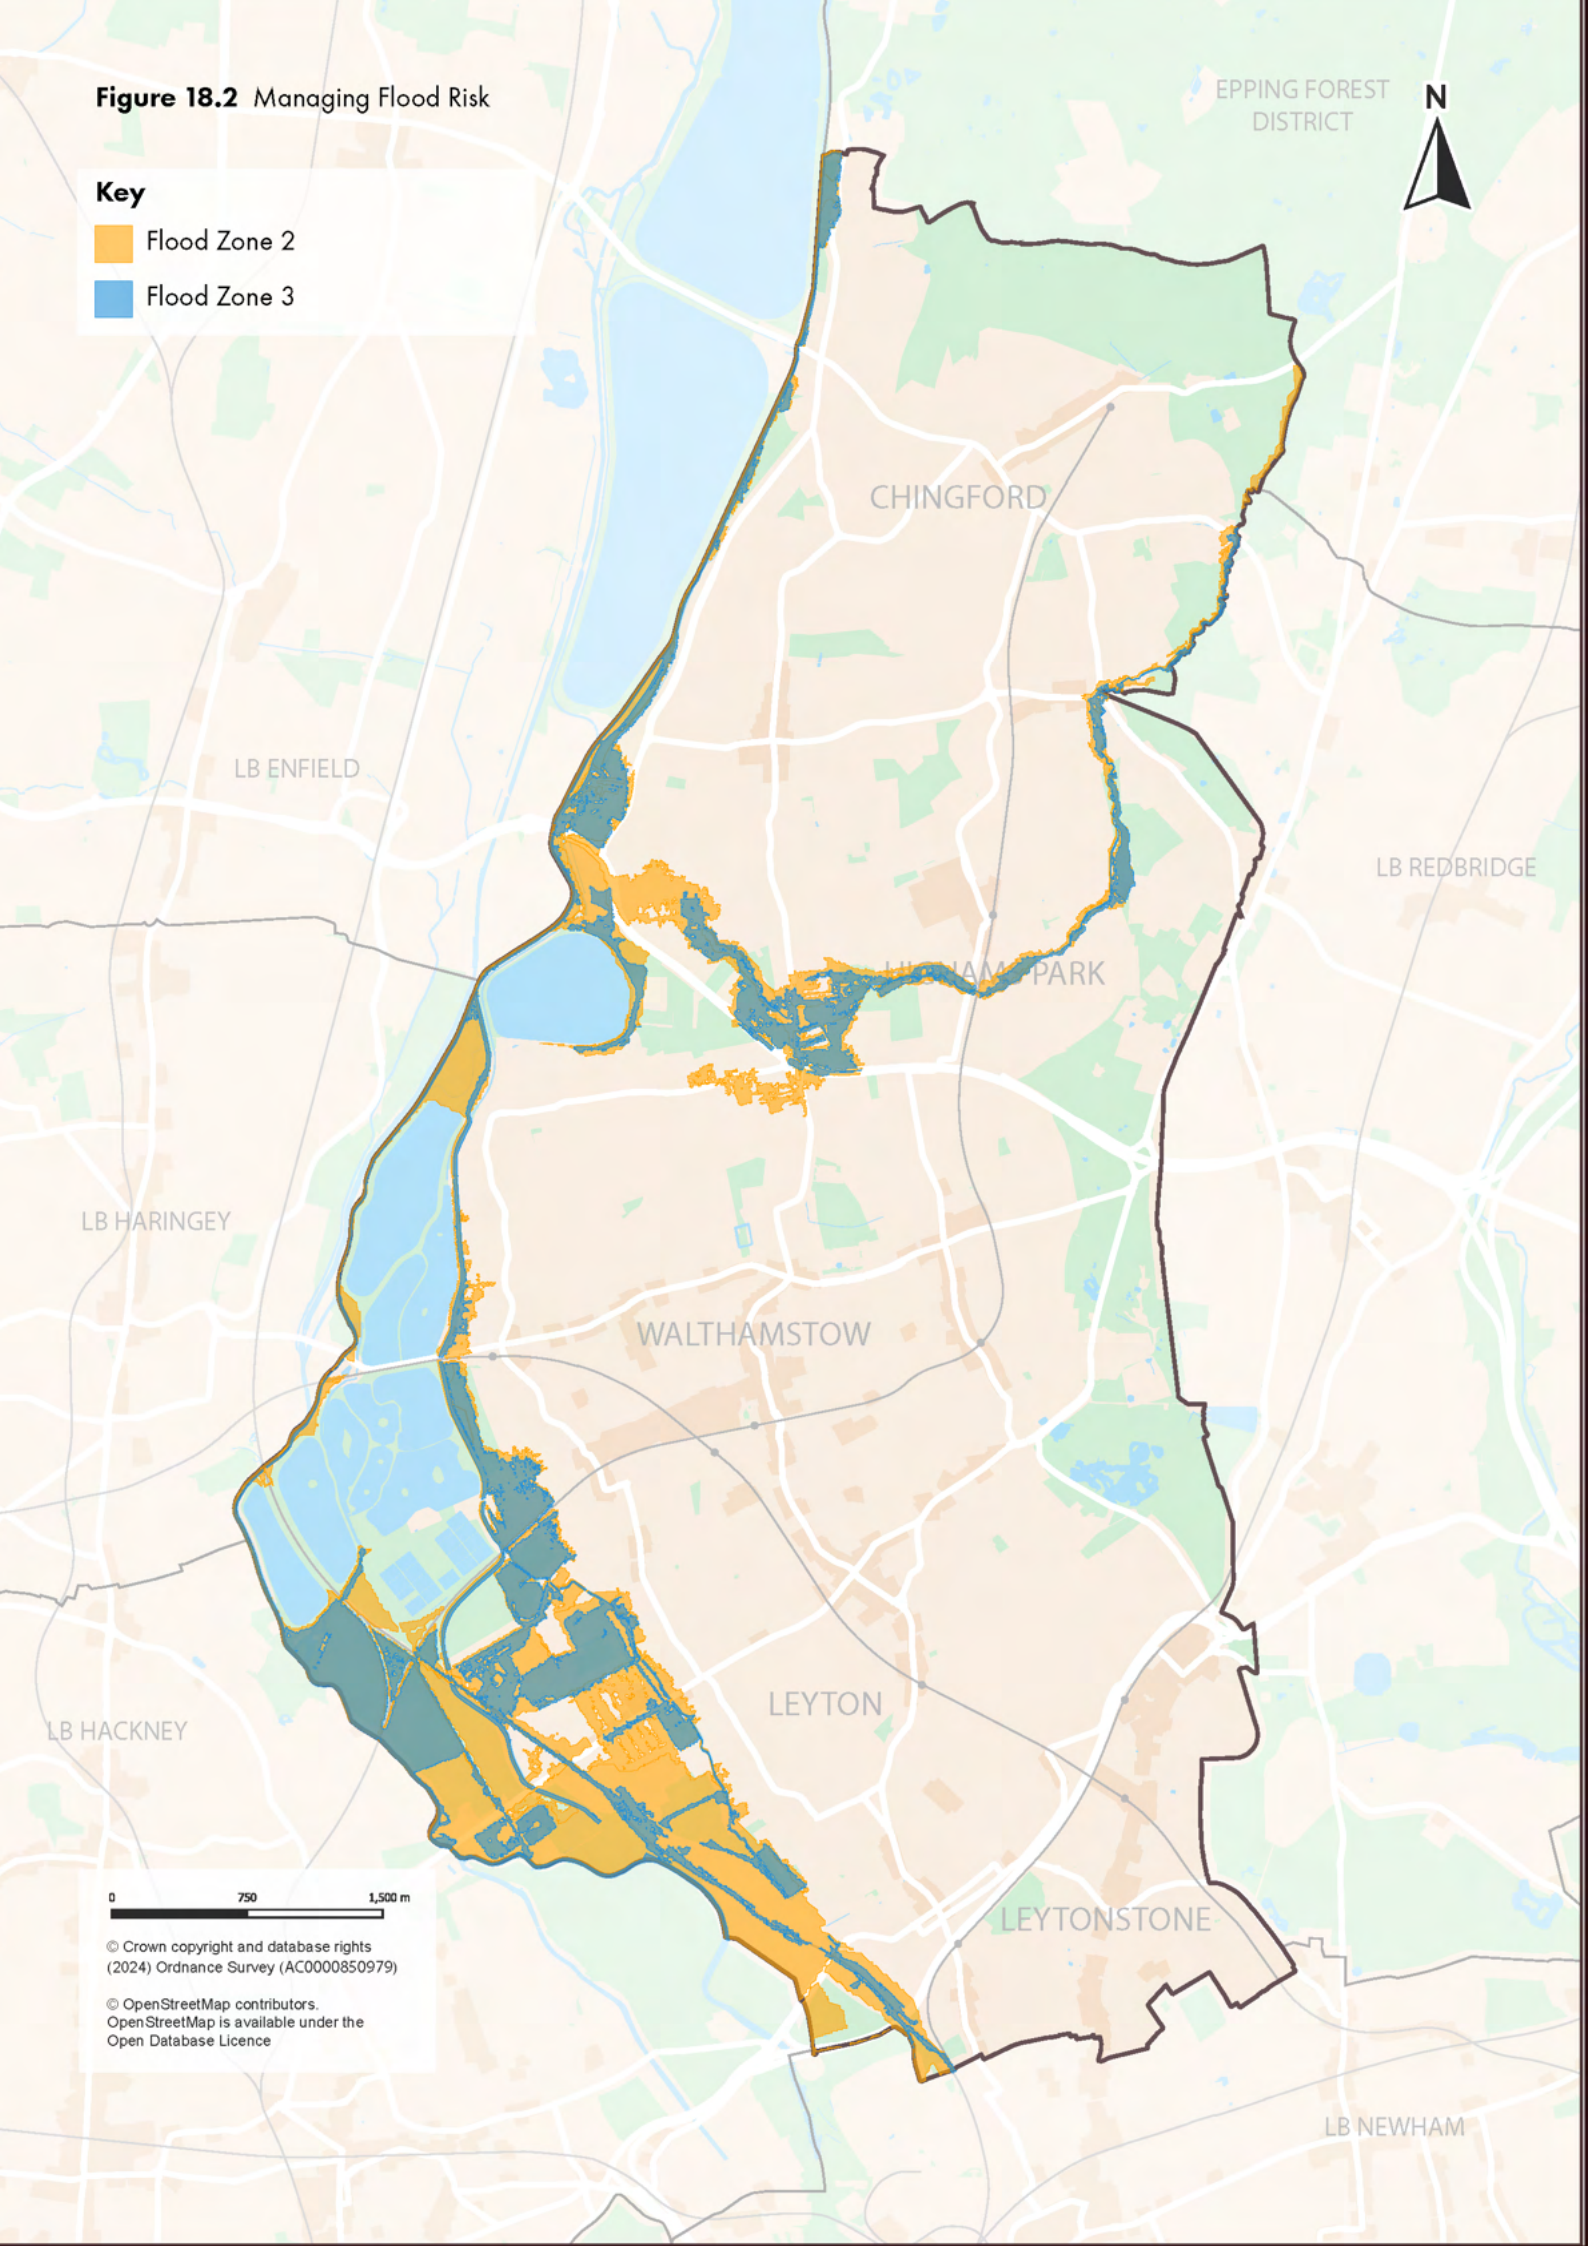 Figure 18.2 Managing Flood Risk
EPPING FOREST
DISTRICT
N
Key
Flood Zone 2
Flood Zone 3
CHINGFORD
LB ENFIELD
LB REDBRIDGE
HIGHAMS PARK
LB HARINGEY
WALTHAMSTOW
LEYTON
LB HACKNEY
LEYTONSTONE
0 750 1,500 m
© Crown copyright and database rights
(2024) Ordnance Survey (AC0000850979)
© OpenStreetMap contributors.
OpenStreetMap is available under the
Open Database Licence
LB NEWHAM